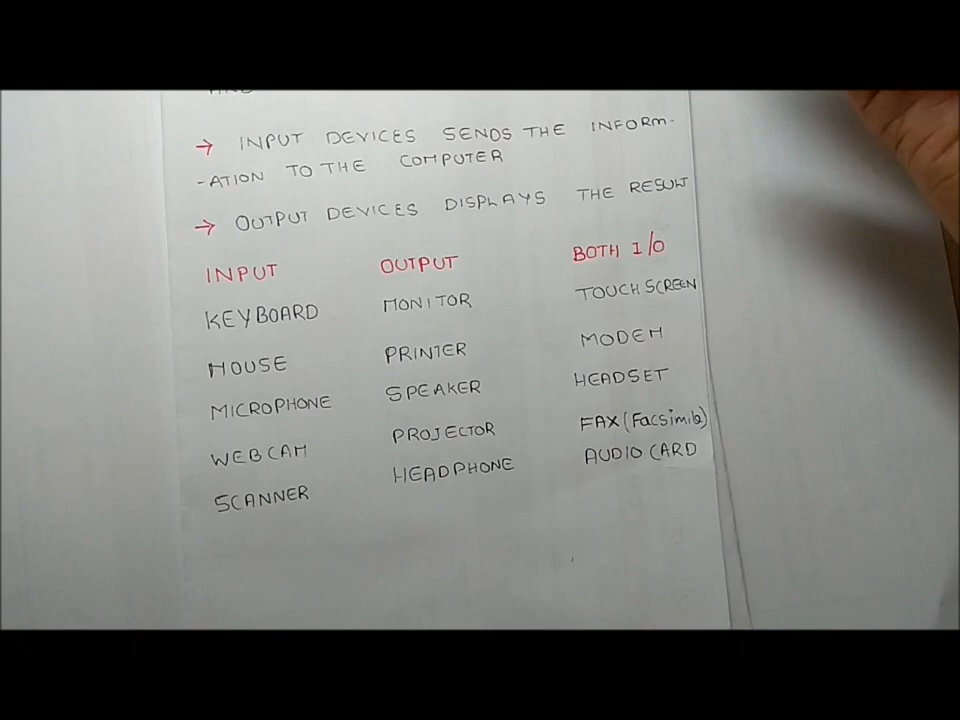 → INPUT DEVICES SENDS THE INFORM-
-ATION TO THE COMPUTER
→ OUTPUT DEVICES DISPLAYS THE RESULT
INPUT OUTPUT BOTH I/O
KEYBOARD MONITOR TOUCH SCREEN
MOUSE PRINTER MODEM
MICROPHONE SPEAKER HEADSET
WEBCAM PROJECTOR FAX (Facsimile)
SCANNER HEADPHONE AUDIO CARD